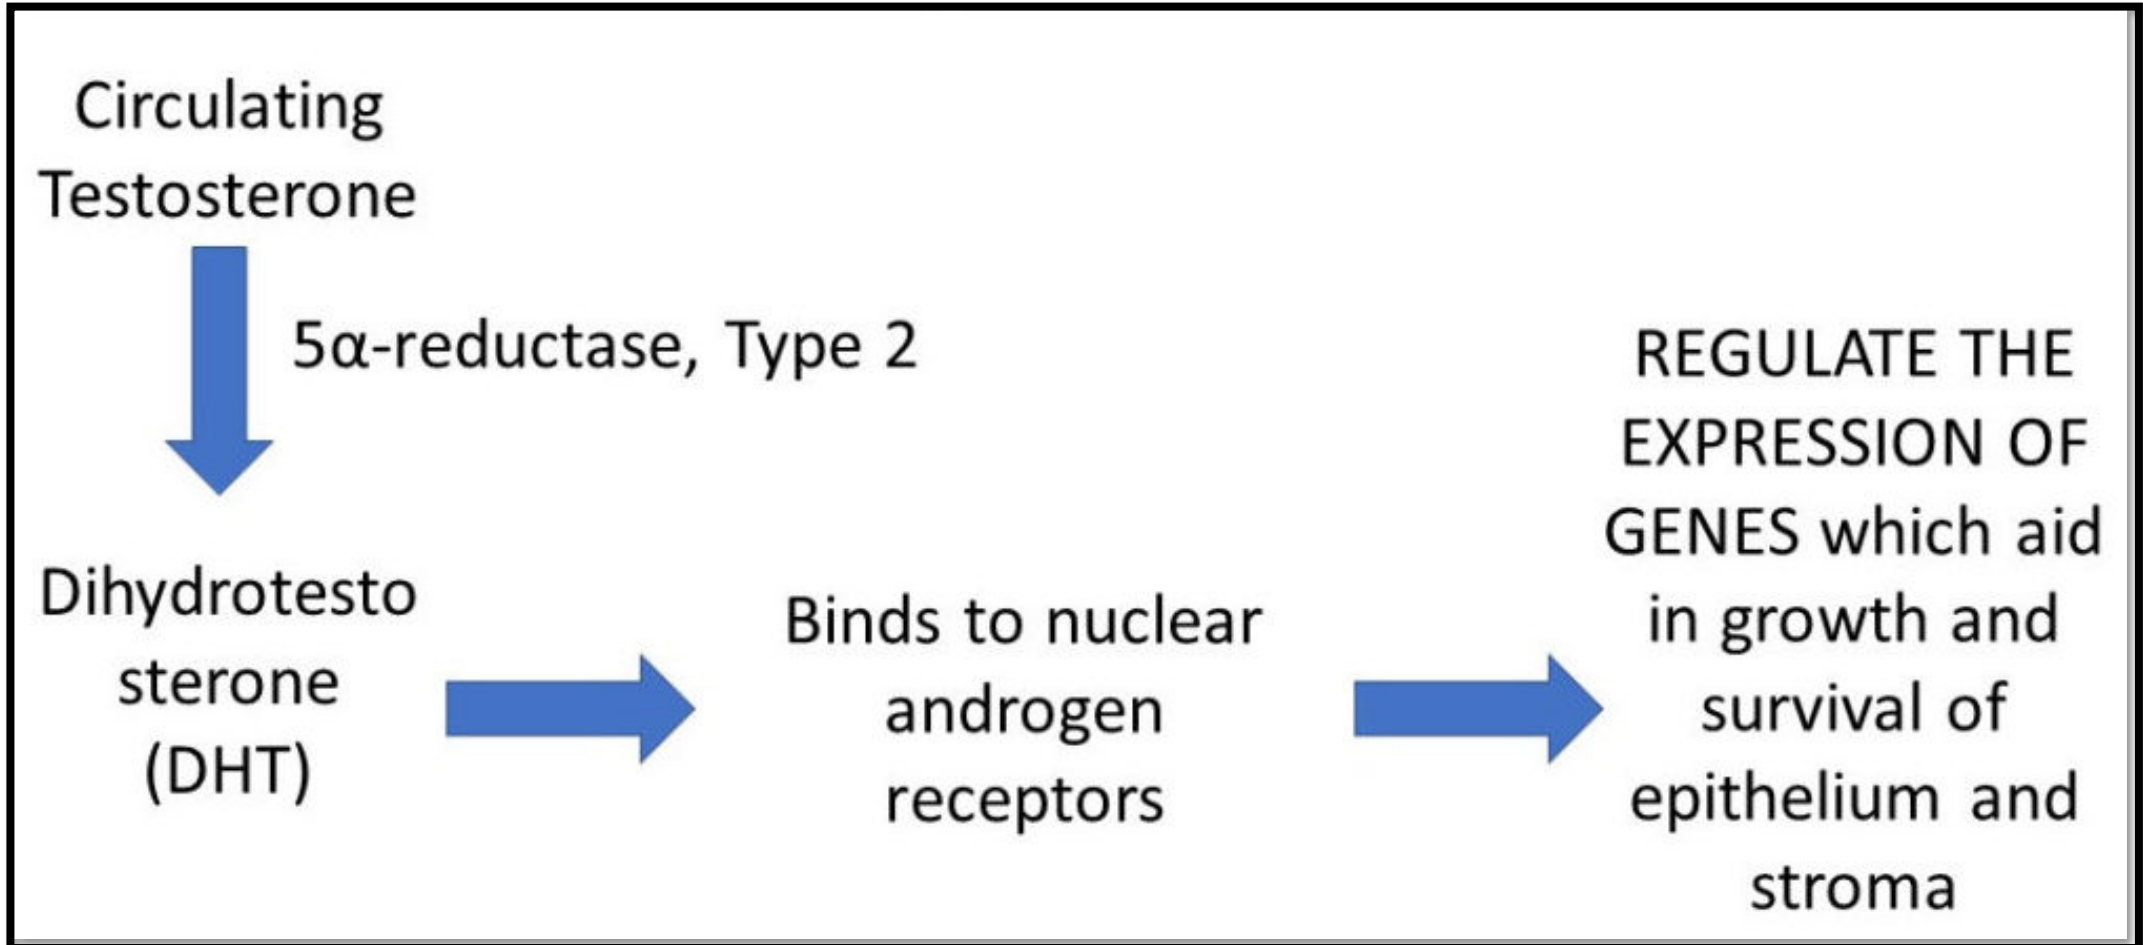 Circulating
Testosterone
5α-reductase, Type 2
Dihydrotesto
sterone
(DHT)
Binds to nuclear
androgen
receptors
REGULATE THE
EXPRESSION OF
GENES which aid
in growth and
survival of
epithelium and
stroma